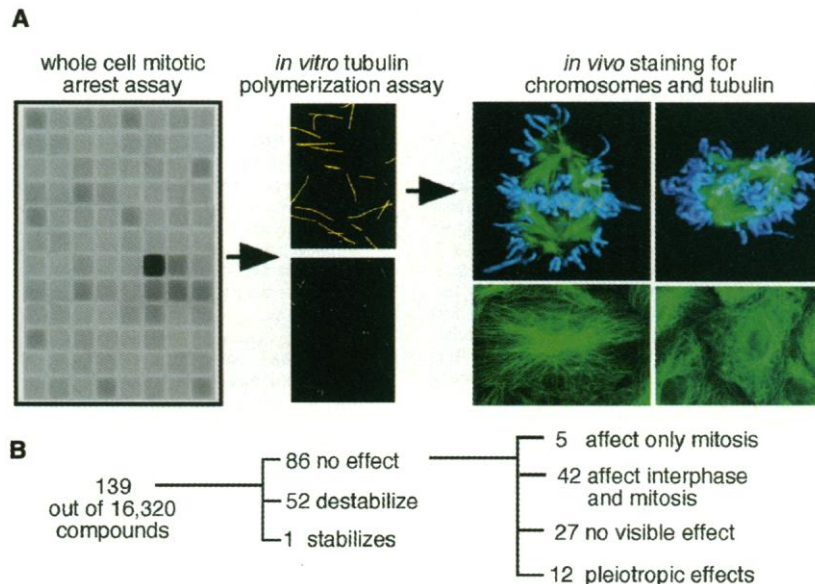 A
whole cell mitotic
arrest assay
in vitro tubulin
polymerization assay
in vivo staining for
chromosomes and tubulin
B
139
out of 16,320
compounds
86 no effect
52 destabilize
1 stabilizes
5 affect only mitosis
42 affect interphase
and mitosis
27 no visible effect
12 pleiotropic effects